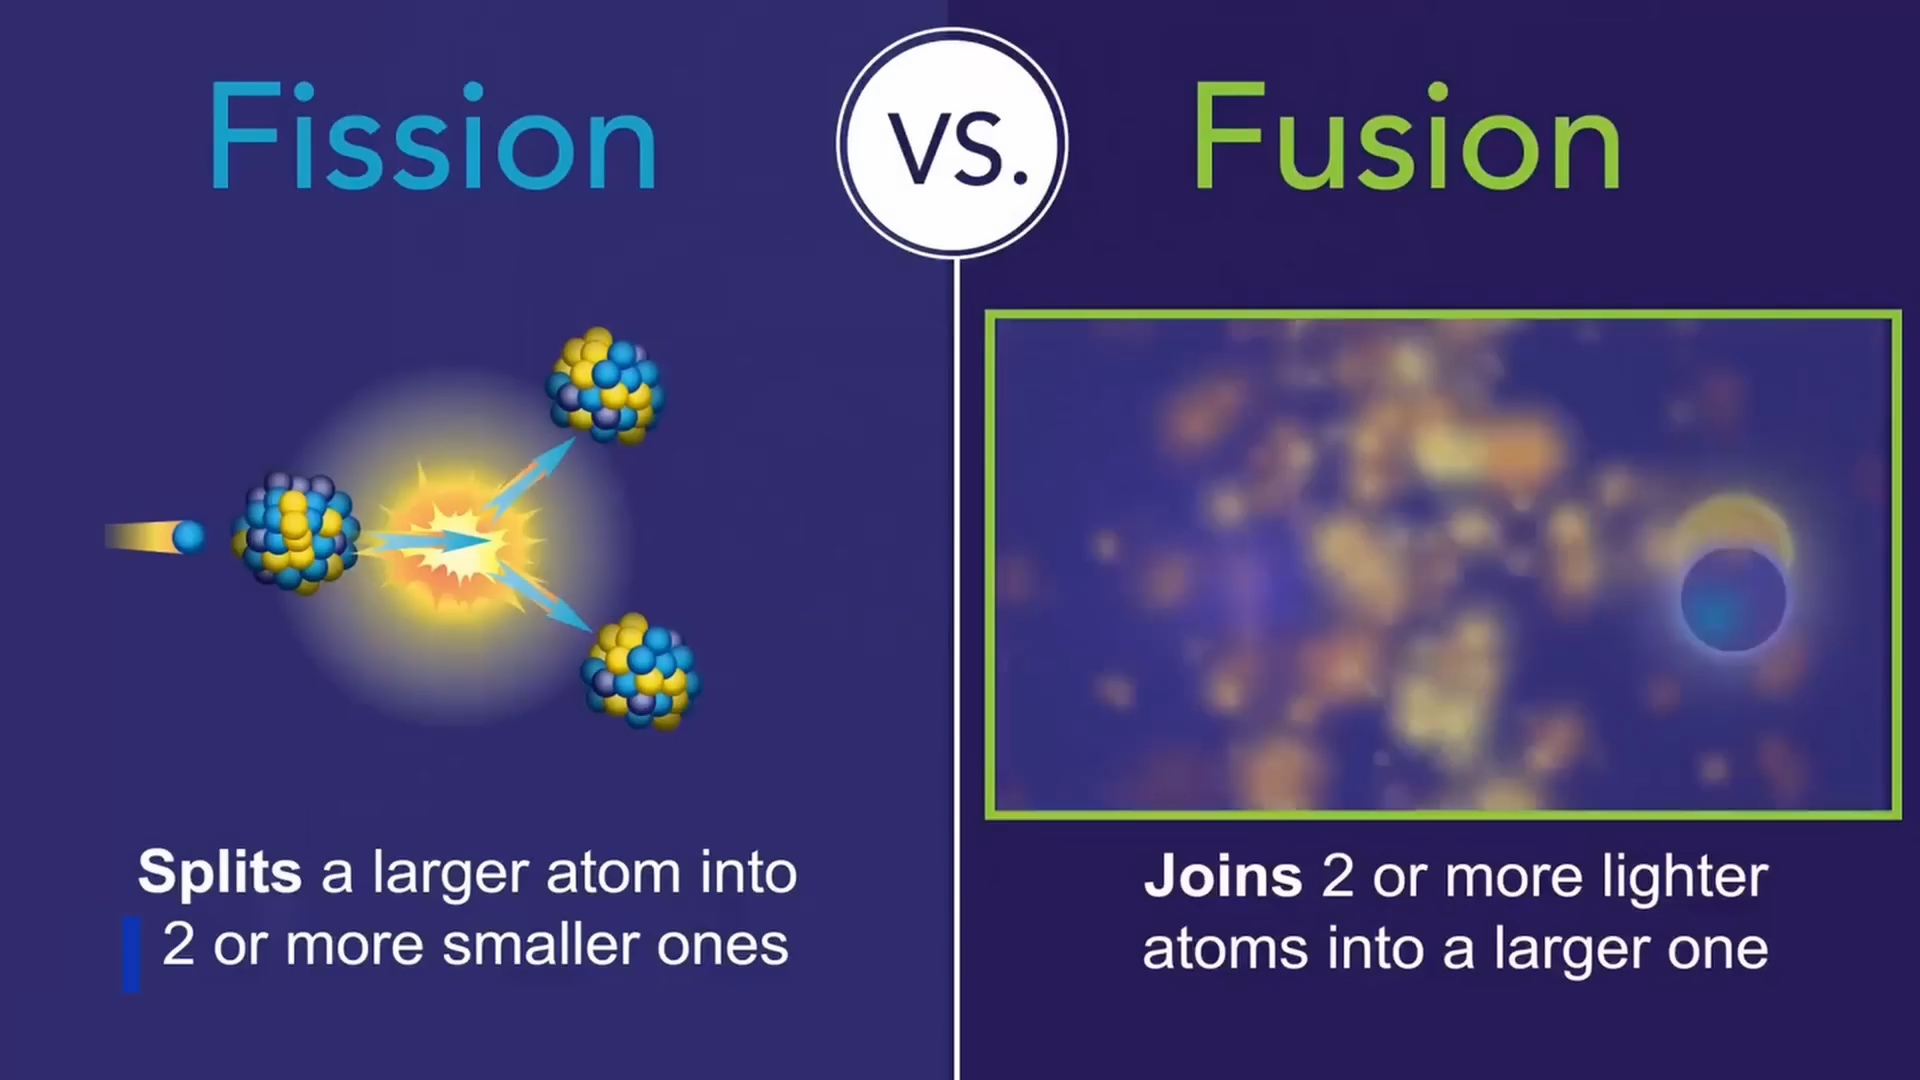 Fission
VS.
Fusion
Splits a larger atom into
2 or more smaller ones
Joins 2 or more lighter
atoms into a larger one